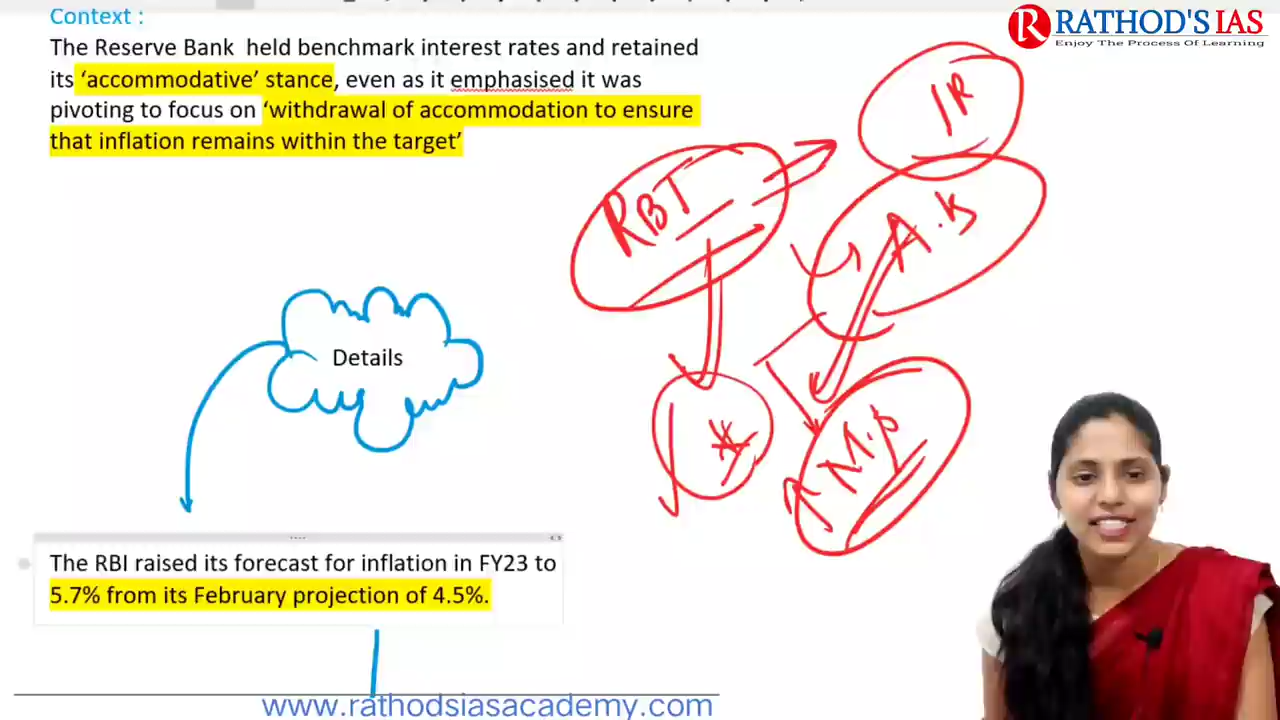 Context :
The Reserve Bank held benchmark interest rates and retained
its ‘accommodative’ stance, even as it emphasised it was
pivoting to focus on ‘withdrawal of accommodation to ensure
that inflation remains within the target’
RATHOD'S IAS
Enjoy The Process Of Learning
IR
RBI
A.S
M.P
Details
The RBI raised its forecast for inflation in FY23 to
5.7% from its February projection of 4.5%.
www.rathodsiasacademy.com